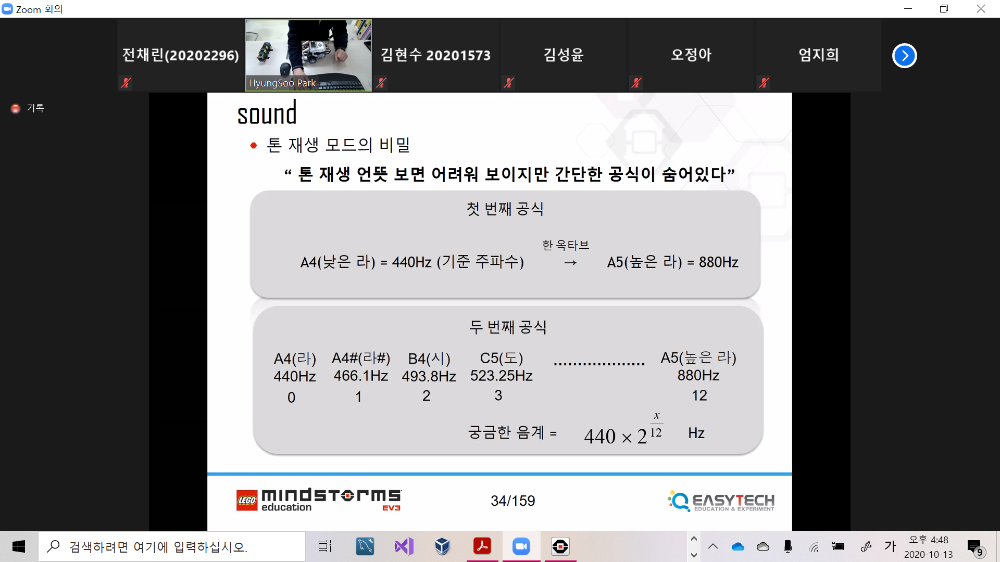 Zoom 회의
전채린(20202296)
HyungSoo Park
김현수 20201573
김성윤
오정아
엄지희
기록
sound
톤 재생 모드의 비밀
“ 톤 재생 언뜻 보면 어려워 보이지만 간단한 공식이 숨어있다”
첫 번째 공식
한 옥타브
A4(낮은 라) = 440Hz (기준 주파수) → A5(높은 라) = 880Hz
두 번째 공식
A4(라) A4#(라#) B4(시) C5(도) ................... A5(높은 라)
440Hz 466.1Hz 493.8Hz 523.25Hz 880Hz
0 1 2 3 12
궁금한 음계 = 440 × 2^(x/12) Hz
LEGO mindstorms
education EV3
34/159
EASYTECH
EDUCATION & EXPERIMENT
검색하려면 여기에 입력하십시오.
가
오후 4:48
2020-10-13
9